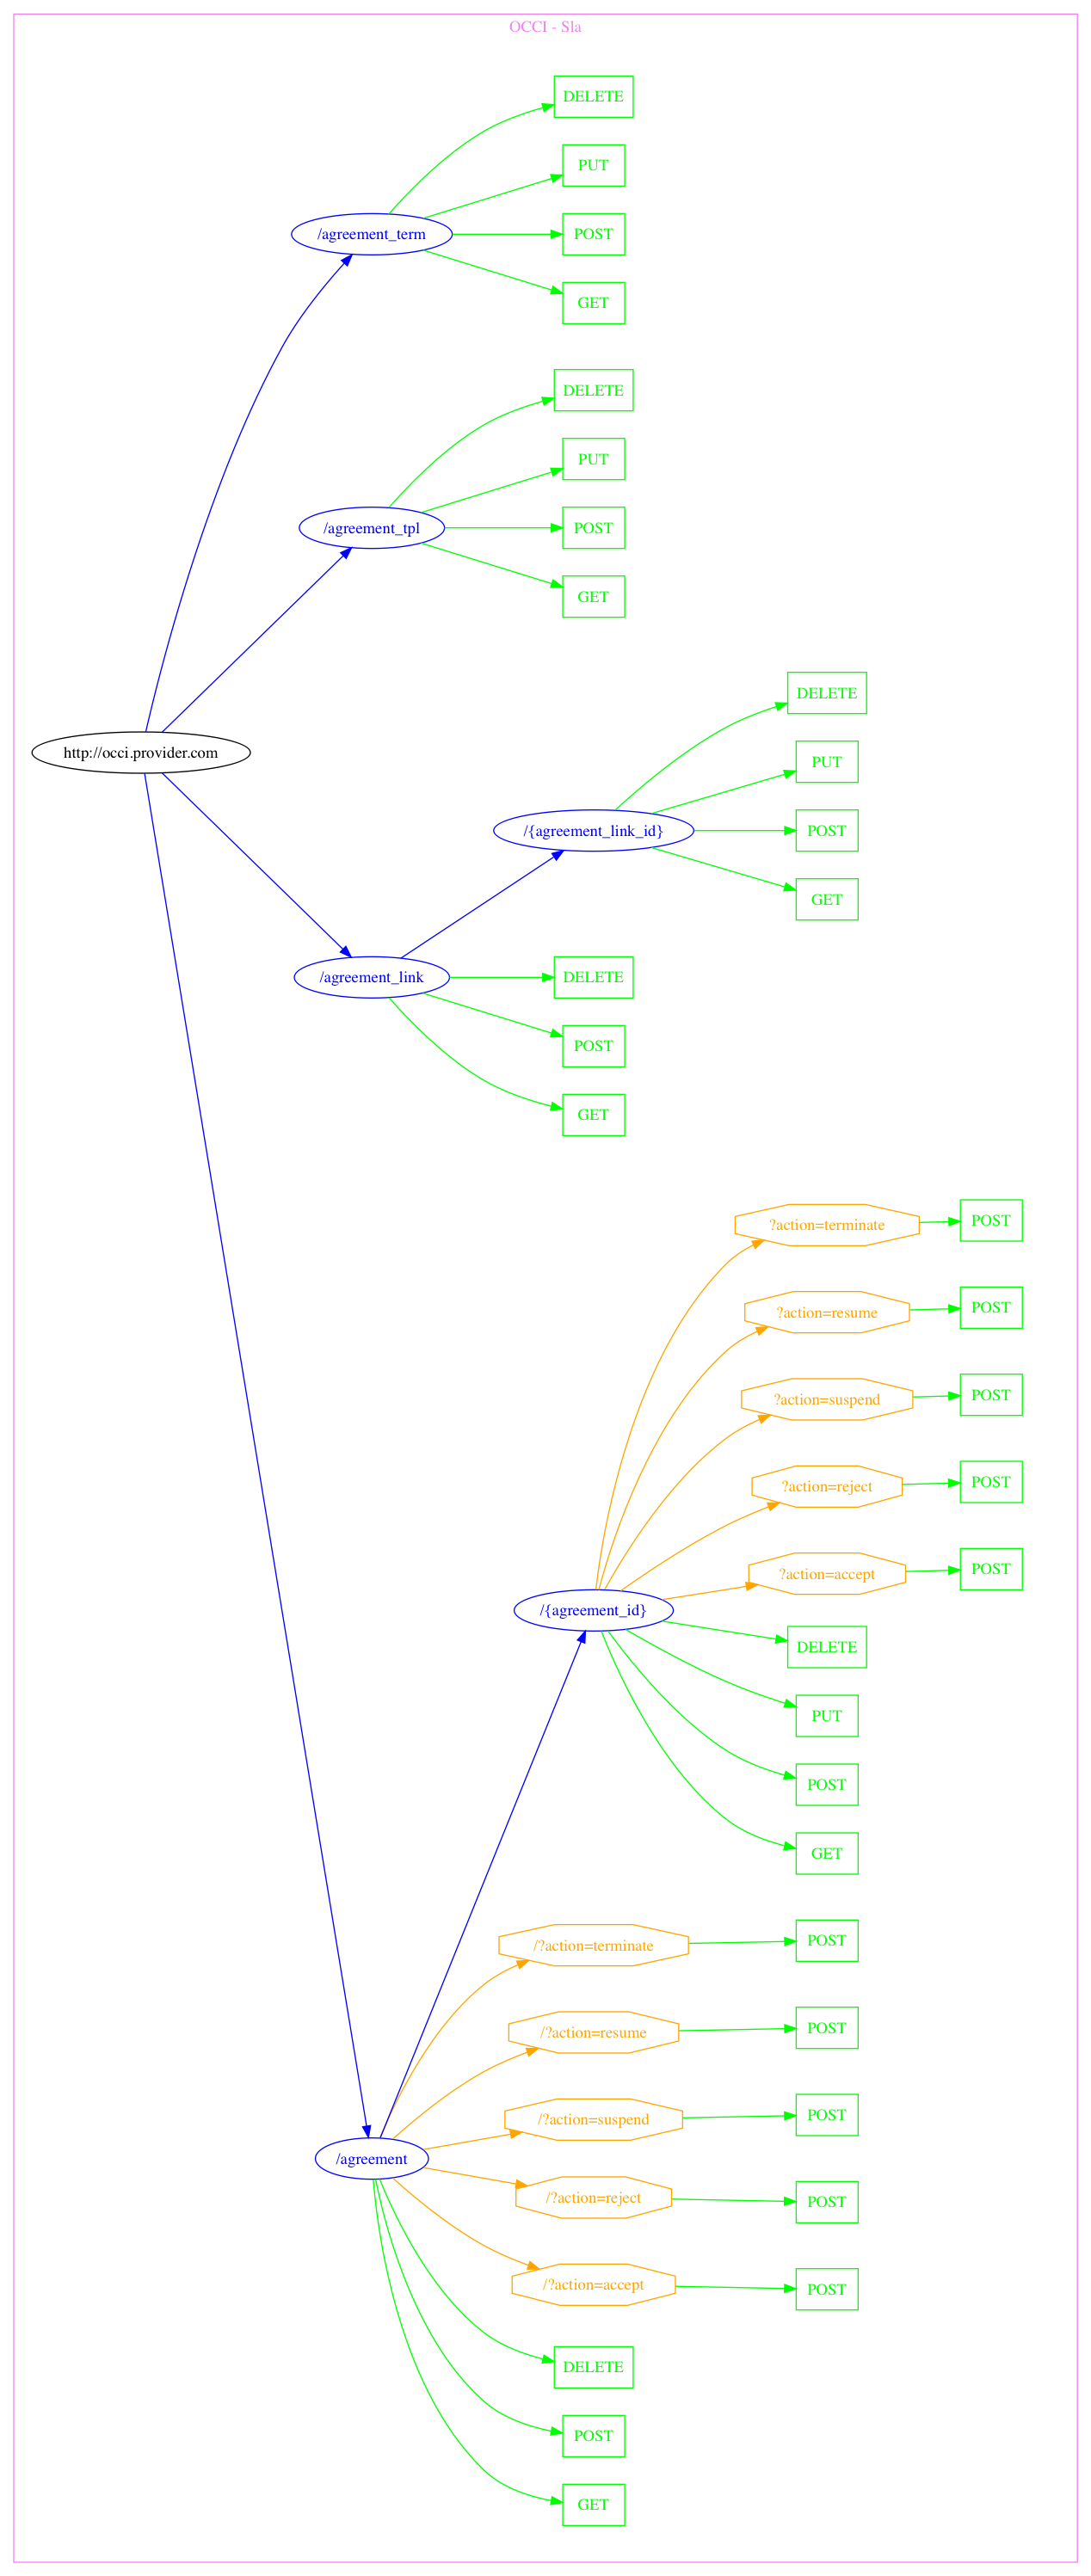 OCCI - Sla
DELETE
PUT
/agreement_term
POST
GET
DELETE
PUT
/agreement_tpl
POST
GET
DELETE
http://occi.provider.com
PUT
/{agreement_link_id}
POST
GET
/agreement_link
DELETE
POST
GET
?action=terminate
POST
?action=resume
POST
?action=suspend
POST
?action=reject
POST
?action=accept
POST
/{agreement_id}
DELETE
PUT
POST
GET
/?action=terminate
POST
/?action=resume
POST
/?action=suspend
POST
/agreement
/?action=reject
POST
/?action=accept
POST
DELETE
POST
GET